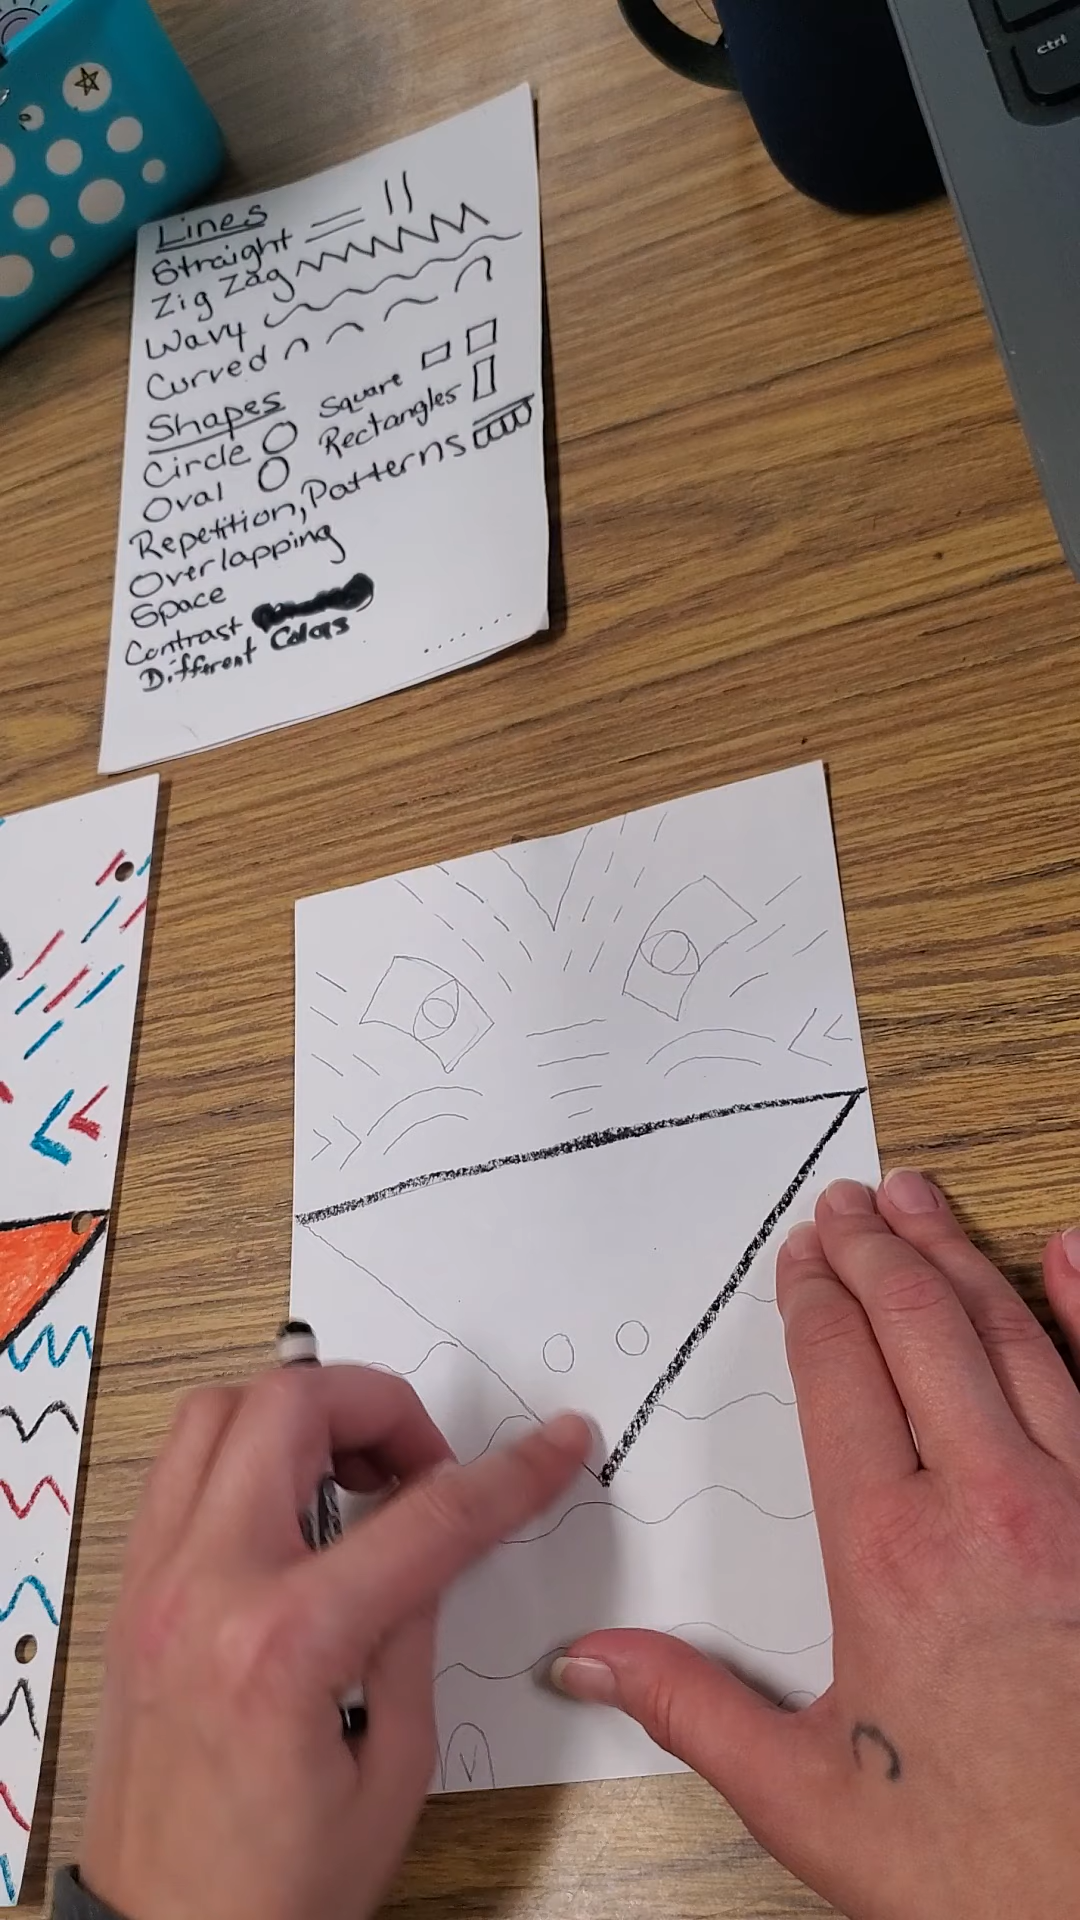 Lines
Straight
Zig Zag
Wavy
Curved
Shapes
Circle Square
Oval Rectangles
Repetition, Patterns
Overlapping
Space
Contrast
Different Colors
ctrl